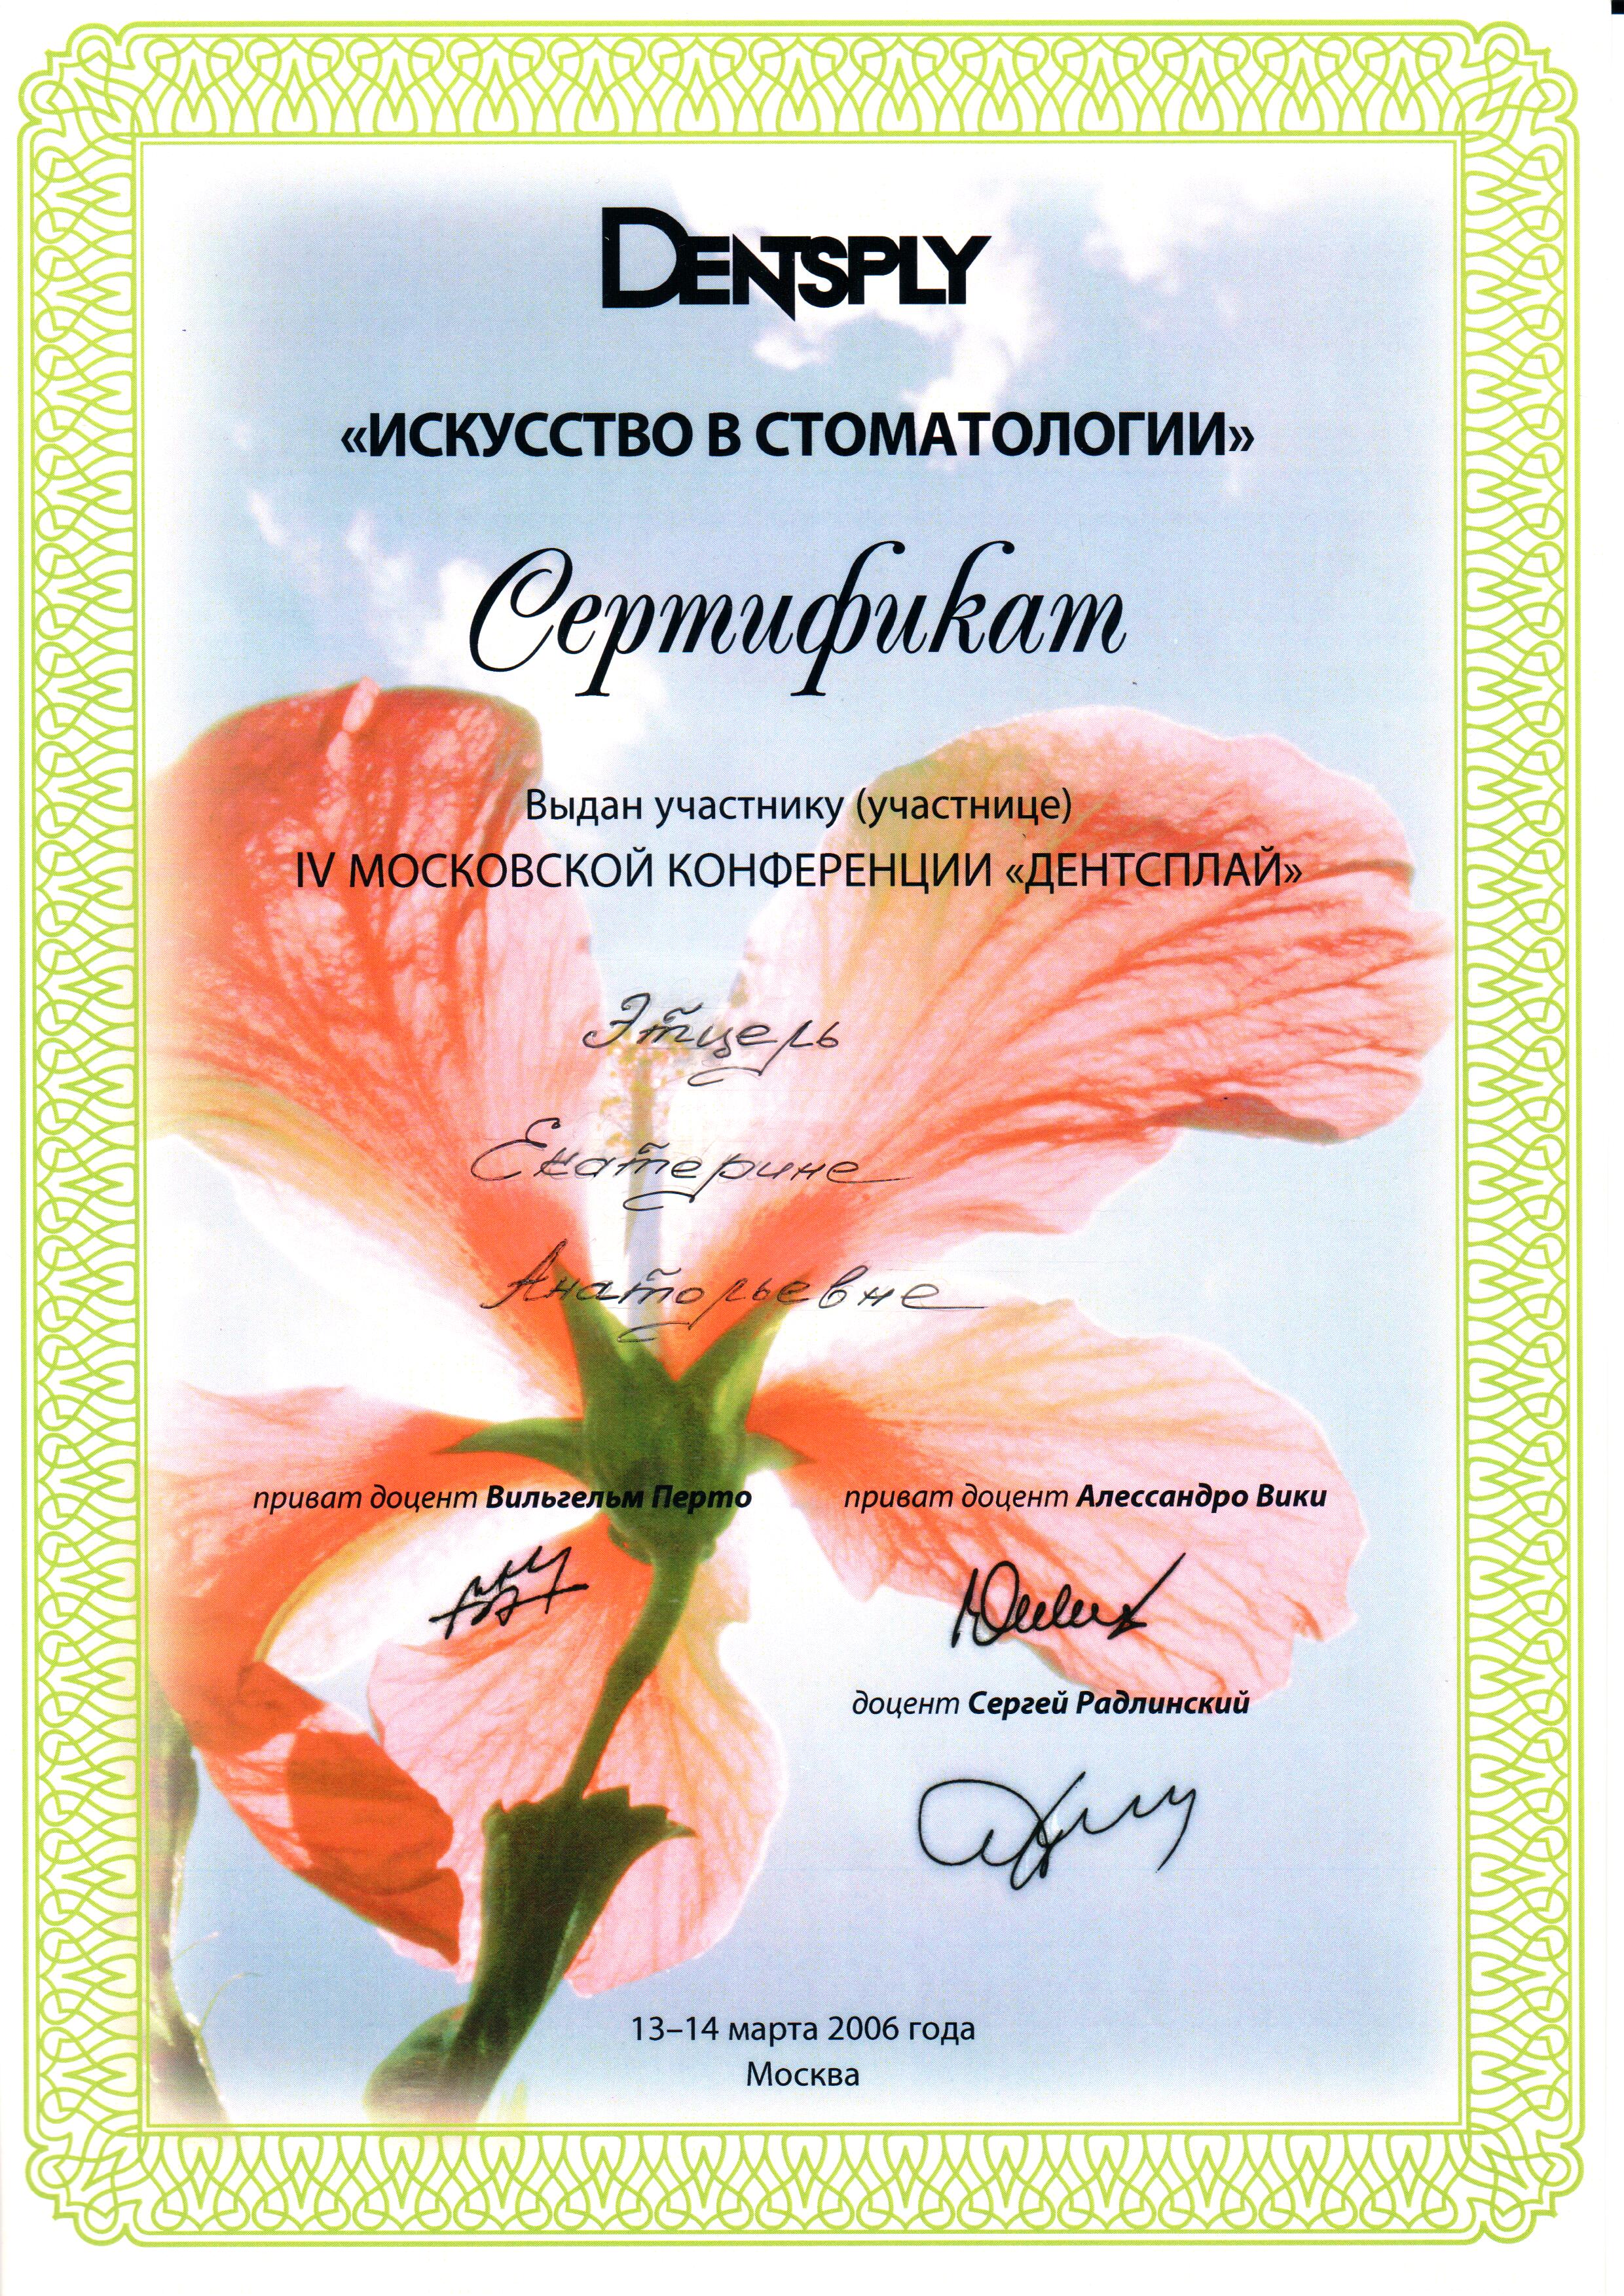 DENTSPLY
«ИСКУССТВО В СТОМАТОЛОГИИ»
Сертификат
Выдан участнику (участнице)
IV МОСКОВСКОЙ КОНФЕРЕНЦИИ «ДЕНТСПЛАЙ»
Этцель
Екатерине
Анатольевне
приват доцент Вильгельм Перто приват доцент Алессандро Вики
доцент Сергей Радлинский
13–14 марта 2006 года
Москва